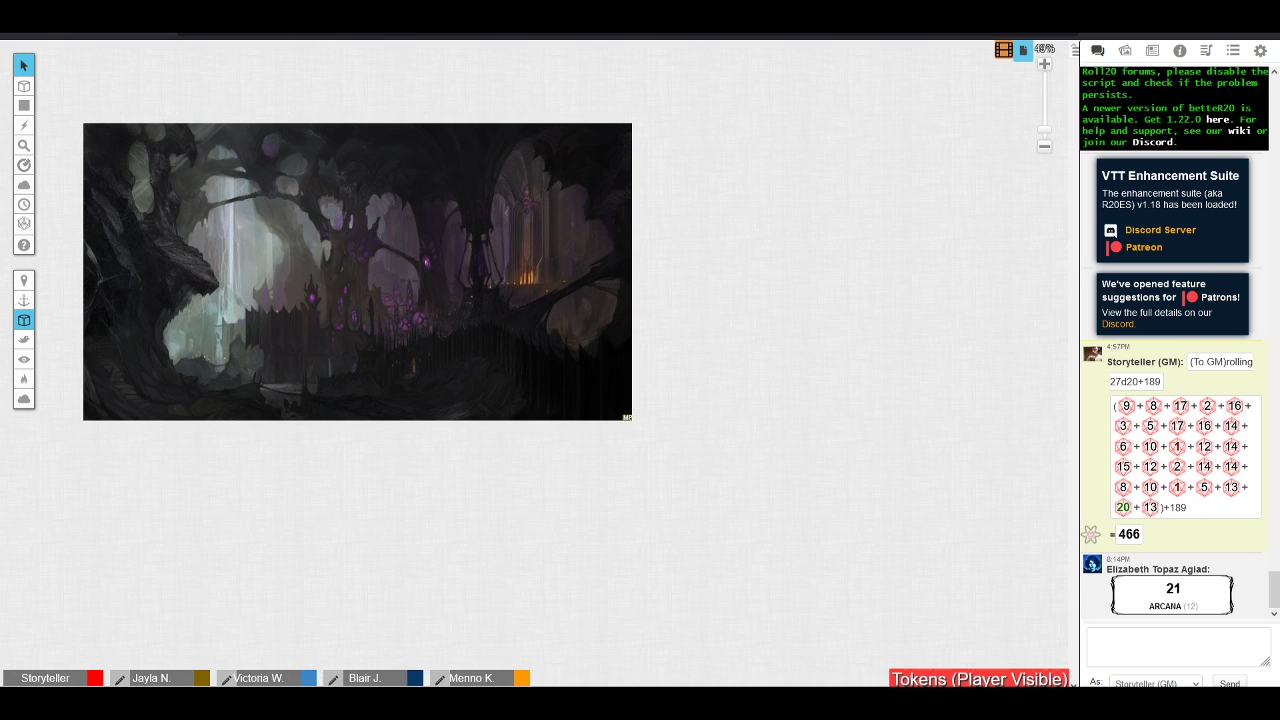 49%
Roll20 forums, please disable the
script and check if the problem
persists.
A newer version of betteR20 is
available. Get 1.22.0 here. For
help and support, see our wiki or
join our Discord.
VTT Enhancement Suite
The enhancement suite (aka
R20ES) v1.18 has been loaded!
Discord Server
Patreon
We've opened feature
suggestions for Patrons!
View the full details on our
Discord.
4:57PM
Storyteller (GM): (To GM)rolling
27d20+189
(9+8+17+2+16+
3+5+17+16+14+
6+10+1+12+14+
15+12+2+14+14+
8+10+1+5+13+
20+13)+189
=466
8:14PM
Elizabeth Topaz Agiad:
21
ARCANA (12)
MP
As: Storyteller (GM) Send
Storyteller Jayla N. Victoria W. Blair J. Menno K. Tokens (Player Visible)